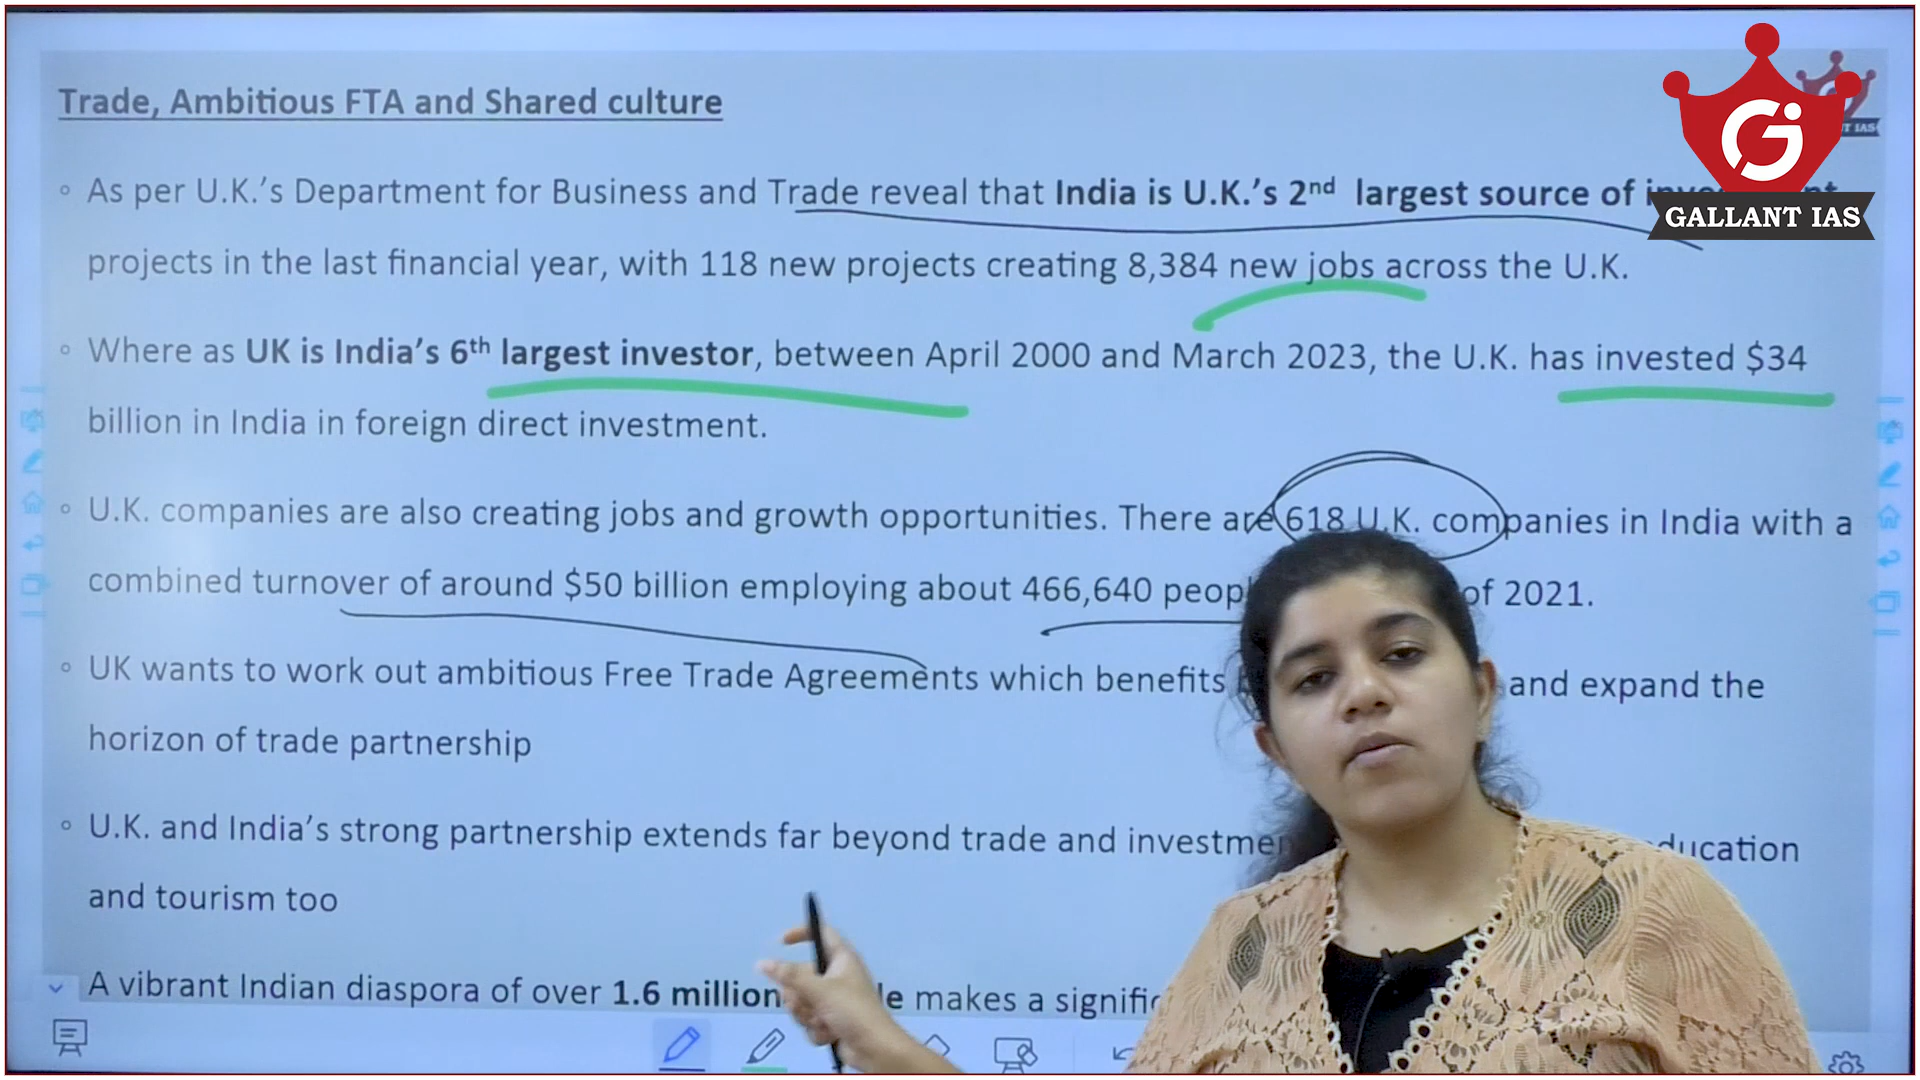 Trade, Ambitious FTA and Shared culture
GALLANT IAS
T IAS
As per U.K.'s Department for Business and Trade reveal that India is U.K.'s 2nd largest source of
projects in the last financial year, with 118 new projects creating 8,384 new jobs across the U.K.
Where as UK is India's 6th largest investor, between April 2000 and March 2023, the U.K. has invested $34
billion in India in foreign direct investment.
U.K. companies are also creating jobs and growth opportunities. There are 618 U.K. companies in India with a
combined turnover of around $50 billion employing about 466,640 of 2021.
UK wants to work out ambitious Free Trade Agreements which benefits and expand the
horizon of trade partnership
U.K. and India's strong partnership extends far beyond trade and
and tourism too
A vibrant Indian diaspora of over 1.6 million makes a